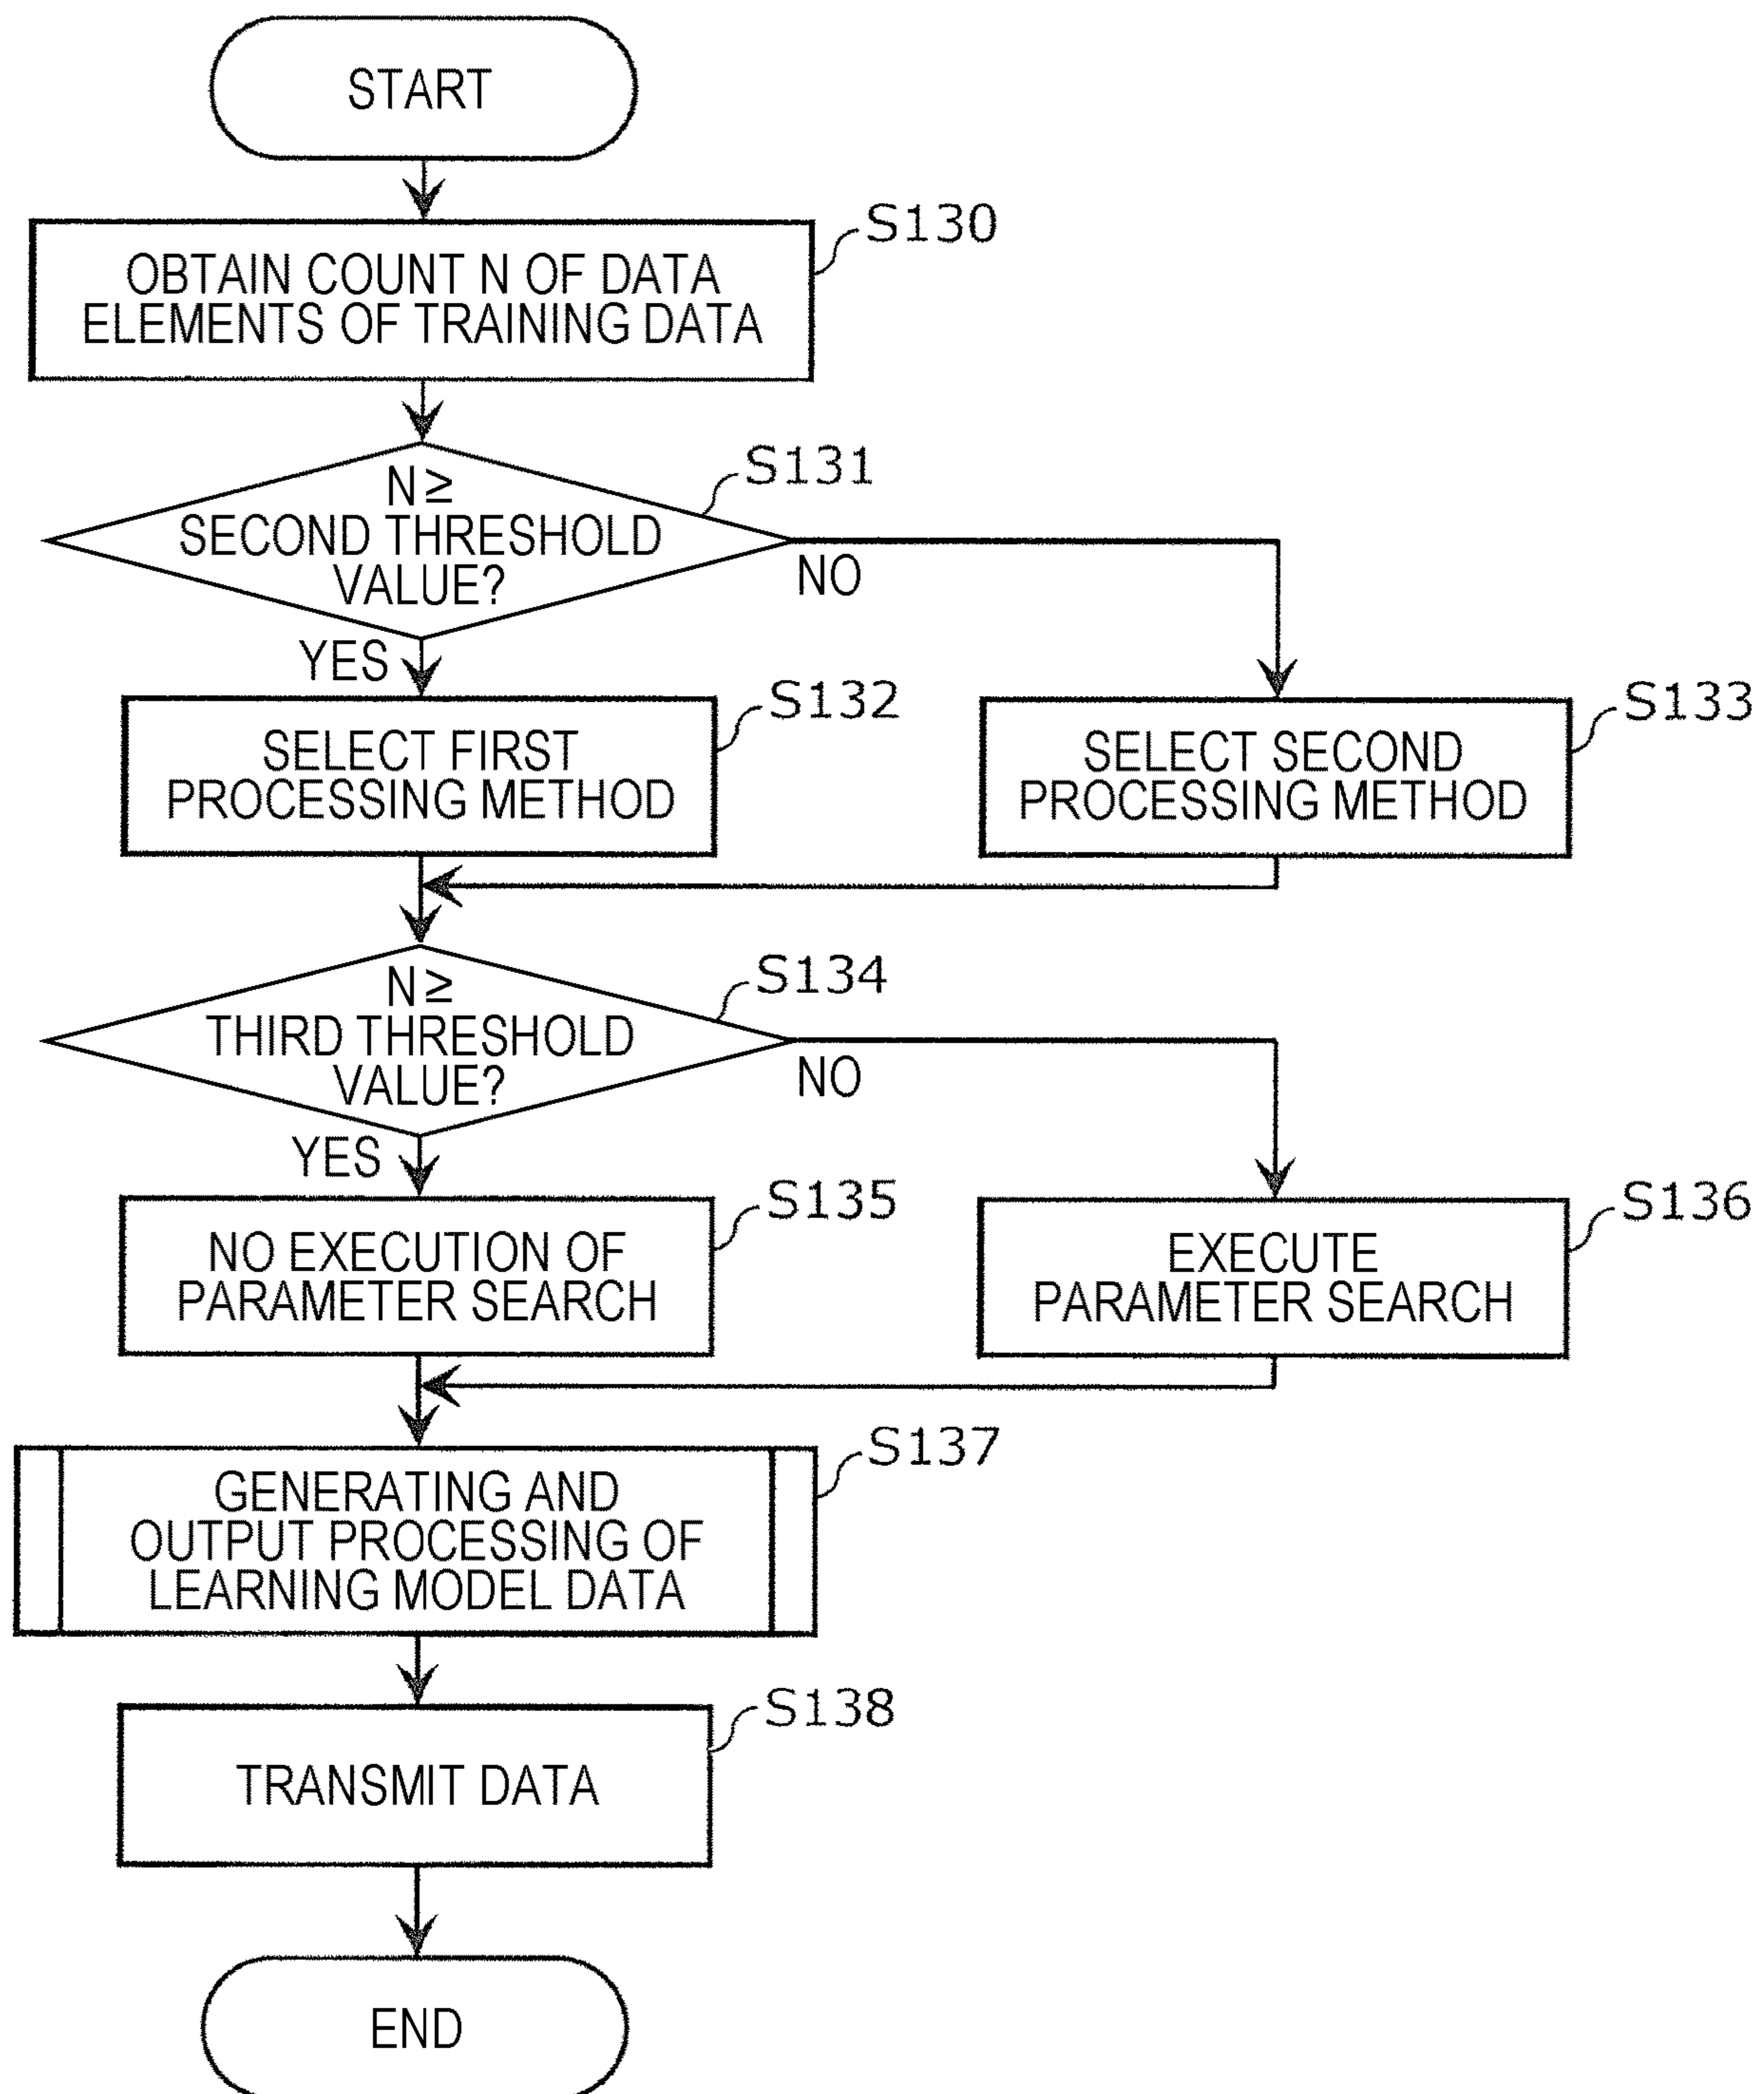 START
S130
OBTAIN COUNT N OF DATA
ELEMENTS OF TRAINING DATA
S131
N ≥
SECOND THRESHOLD
VALUE?
NO
YES
S132
SELECT FIRST
PROCESSING METHOD
S133
SELECT SECOND
PROCESSING METHOD
S134
N ≥
THIRD THRESHOLD
VALUE?
NO
YES
S135
NO EXECUTION OF
PARAMETER SEARCH
S136
EXECUTE
PARAMETER SEARCH
S137
GENERATING AND
OUTPUT PROCESSING OF
LEARNING MODEL DATA
S138
TRANSMIT DATA
END